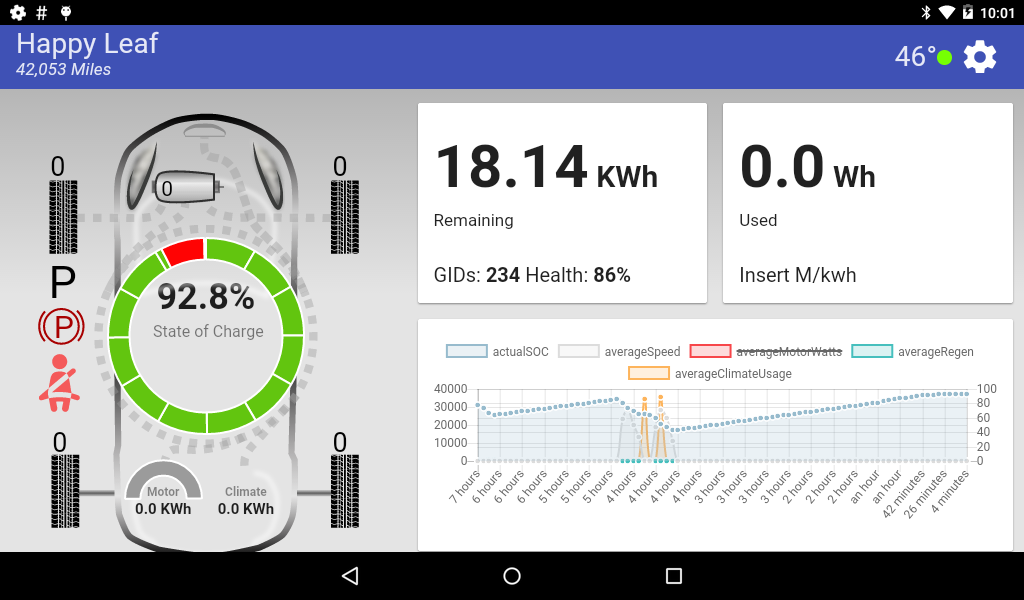 # 10:01
Happy Leaf
42,053 Miles
46°
0 0
0
P
P
92.8%
State of Charge
0 0
Motor Climate
0.0 KWh 0.0 KWh
18.14 KWh
Remaining
GIDs: 234 Health: 86%
0.0 Wh
Used
Insert M/kwh
actualSOC averageSpeed averageMotorWatts averageRegen
averageClimateUsage
40000 100
30000 80
20000 60
10000 40
0 20
0
7 hours 6 hours 6 hours 6 hours 5 hours 5 hours 5 hours 4 hours 4 hours 4 hours 4 hours 3 hours 3 hours 3 hours 3 hours 2 hours 2 hours 2 hours an hour an hour 42 minutes 26 minutes 4 minutes